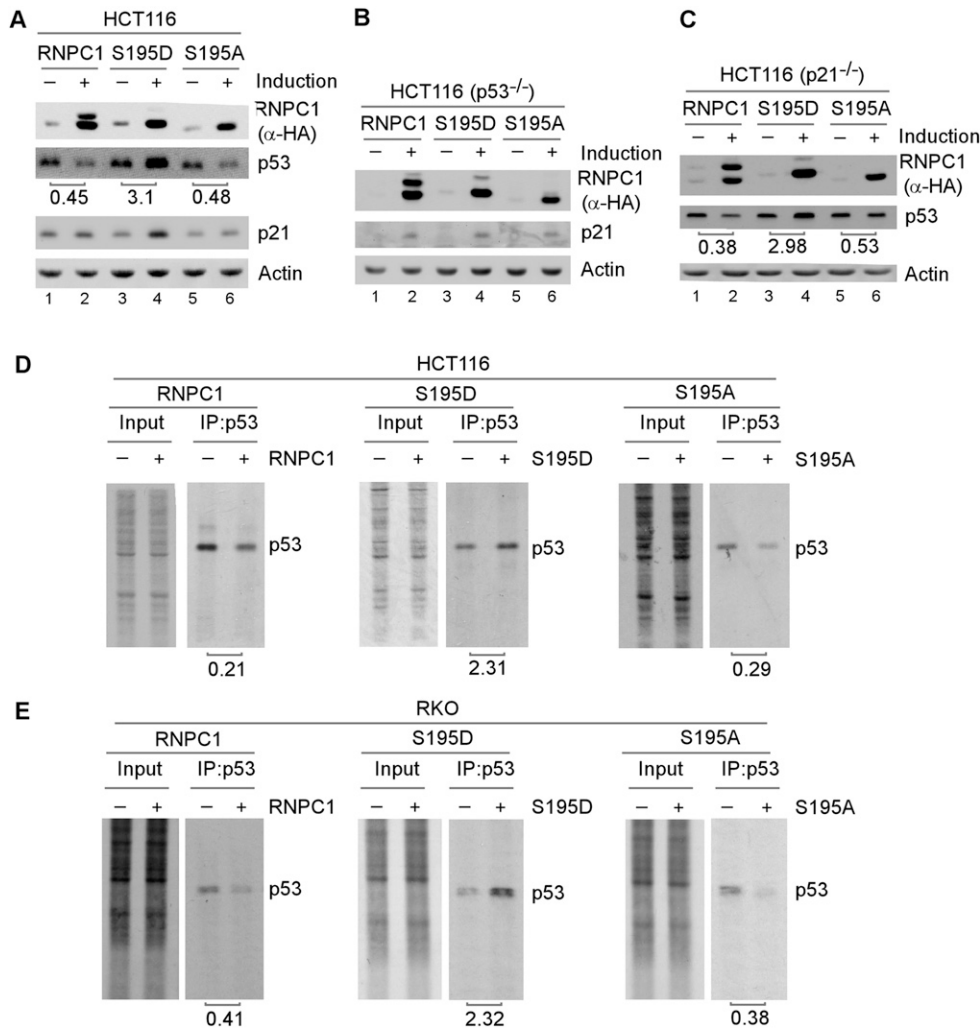 A
HCT116
RNPC1 S195D S195A
– + – + – + Induction
RNPC1
(α-HA)
p53
0.45 3.1 0.48
p21
Actin
1 2 3 4 5 6
B
HCT116 (p53-/-)
RNPC1 S195D S195A
– + – + – + Induction
RNPC1
(α-HA)
p21
Actin
1 2 3 4 5 6
C
HCT116 (p21-/-)
RNPC1 S195D S195A
– + – + – + Induction
RNPC1
(α-HA)
p53
0.38 2.98 0.53
Actin
1 2 3 4 5 6
D
HCT116
RNPC1 S195D S195A
Input IP:p53 Input IP:p53 Input IP:p53
– + – + RNPC1 – + – + S195D – + – + S195A
p53 p53 p53
0.21 2.31 0.29
E
RKO
RNPC1 S195D S195A
Input IP:p53 Input IP:p53 Input IP:p53
– + – + RNPC1 – + – + S195D – + – + S195A
p53 p53 p53
0.41 2.32 0.38